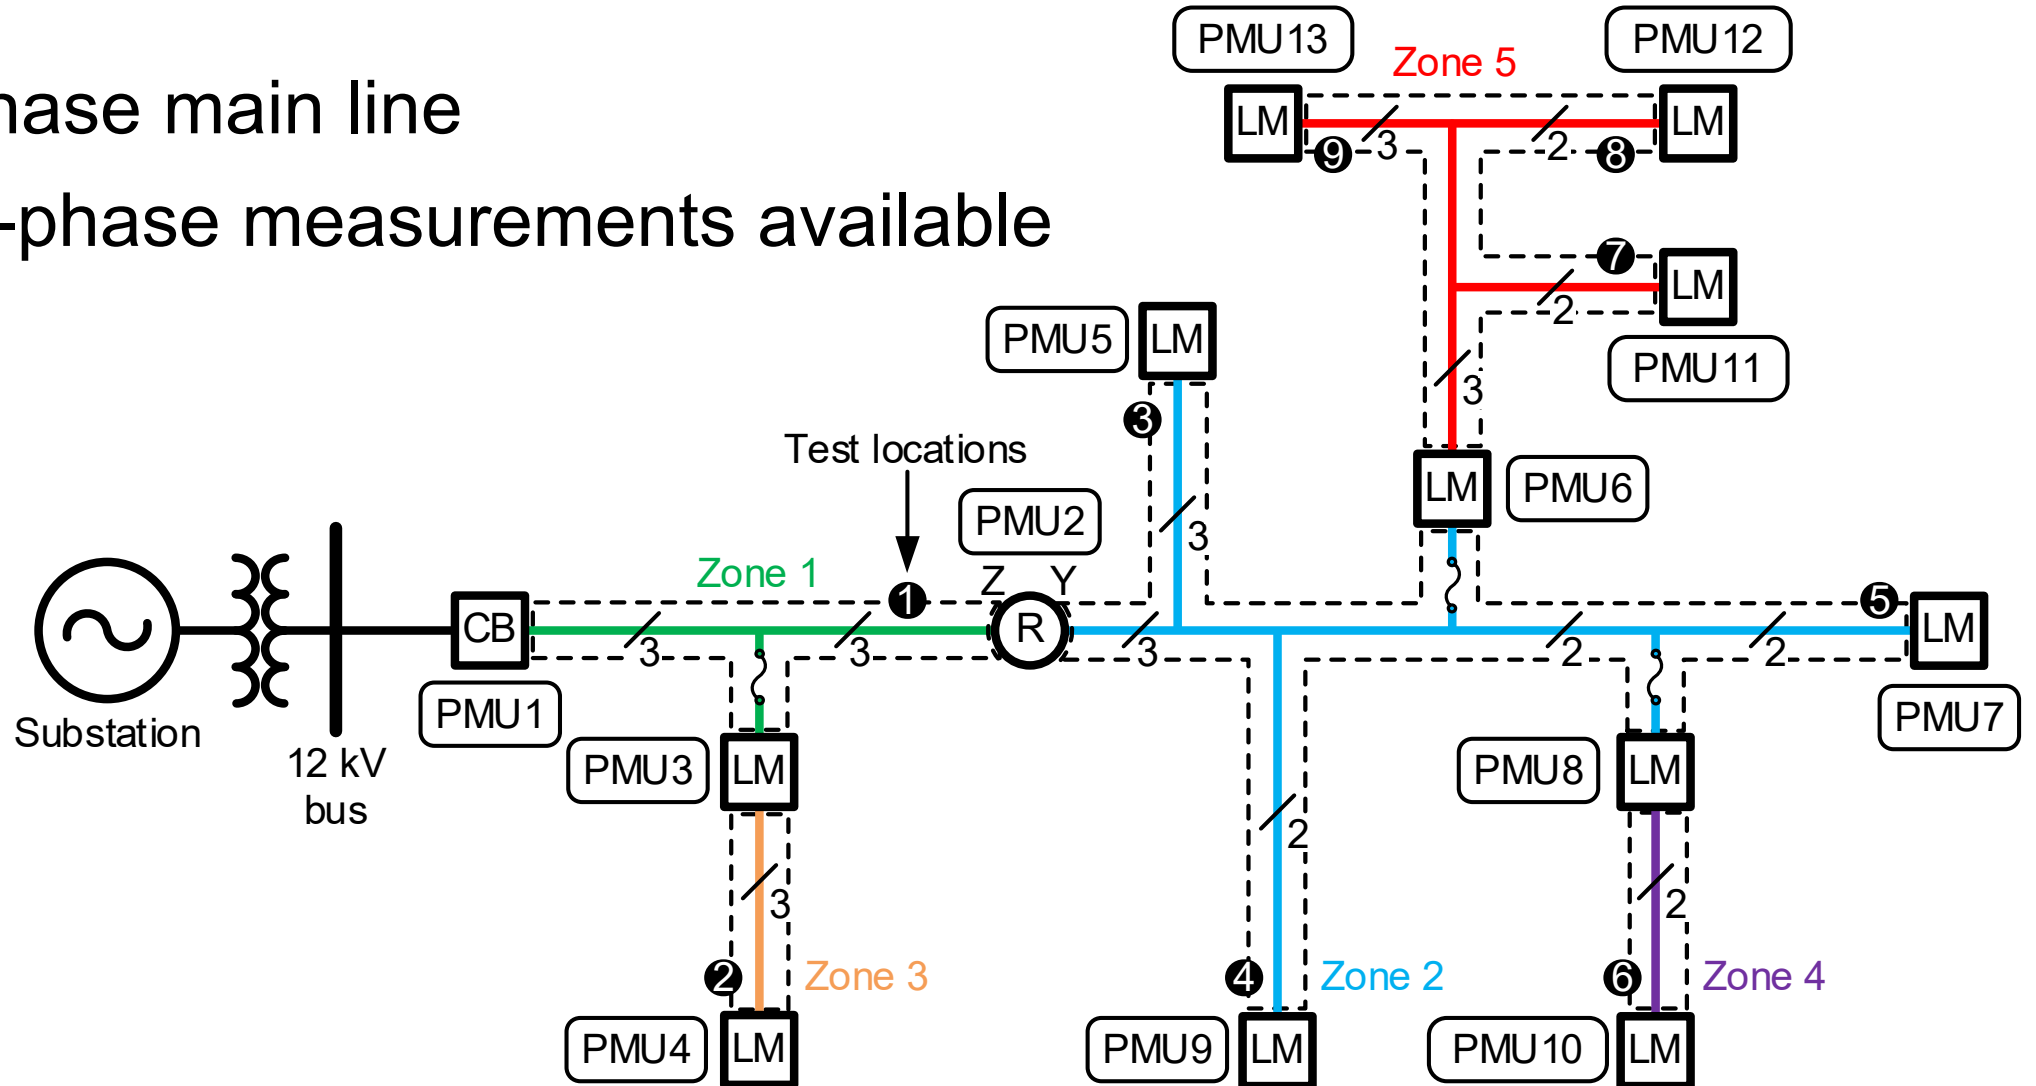 PMU13
PMU12
Zone 5
hase main line
LM
LM
3
2
9
8
-phase measurements available
7
LM
2
PMU5
LM
PMU11
3
3
Test locations
LM
PMU6
PMU2
3
Z
Y
Zone 1
1
5
CB
R
LM
3
3
3
2
2
PMU1
PMU7
Substation
12 kV
bus
PMU3
LM
PMU8
LM
2
3
2
2
Zone 3
4
Zone 2
6
Zone 4
PMU4
LM
PMU9
LM
PMU10
LM